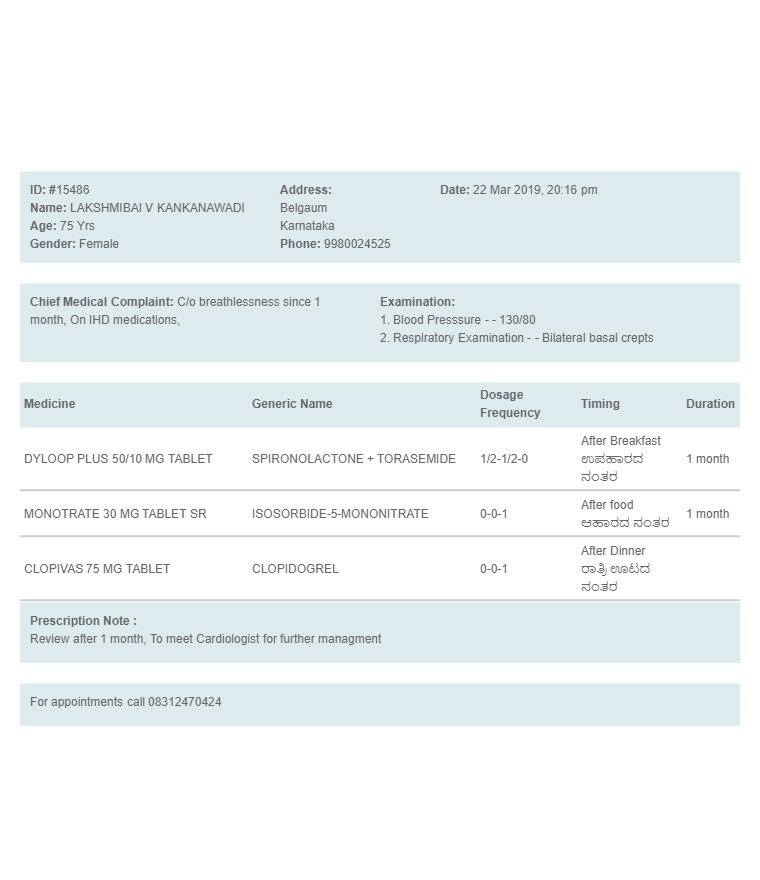 ID: #15486
Name: LAKSHMIBAI V KANKANAWADI
Age: 75 Yrs
Gender: Female
Address:
Belgaum
Karnataka
Phone: 9980024525
Date: 22 Mar 2019, 20:16 pm
Chief Medical Complaint: C/o breathlessness since 1
month, On IHD medications,
Examination:
1. Blood Presssure - - 130/80
2. Respiratory Examination - - Bilateral basal crepts
Medicine Generic Name Dosage Frequency Timing Duration
DYLOOP PLUS 50/10 MG TABLET SPIRONOLACTONE + TORASEMIDE 1/2-1/2-0 After Breakfast ಉಪಹಾರದ ನಂತರ 1 month
MONOTRATE 30 MG TABLET SR ISOSORBIDE-5-MONONITRATE 0-0-1 After food ಆಹಾರದ ನಂತರ 1 month
CLOPIVAS 75 MG TABLET CLOPIDOGREL 0-0-1 After Dinner ರಾತ್ರಿ ಊಟದ ನಂತರ
Prescription Note :
Review after 1 month, To meet Cardiologist for further managment
For appointments call 08312470424